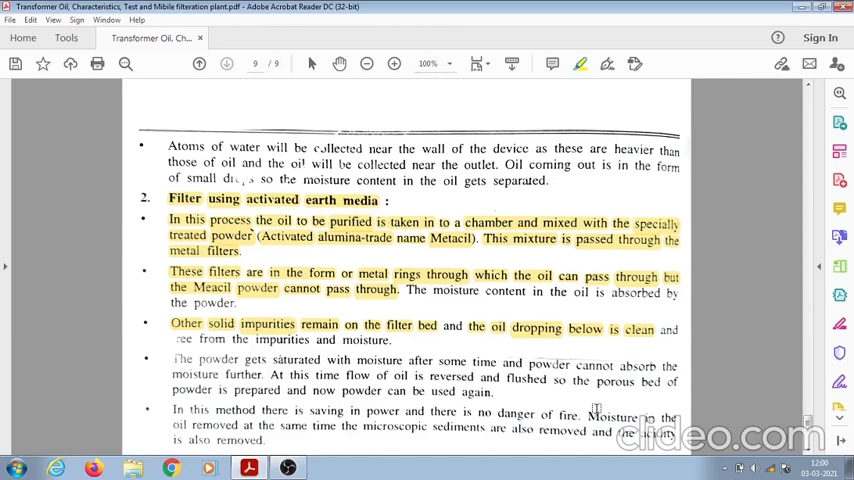 Transformer Oil, Characteristics, Test and Mibile filteration plant.pdf - Adobe Acrobat Reader DC (32-bit)
File Edit View Sign Window Help
Home Tools Transformer Oil, Ch... × Sign In
9 / 9 100%
• Atoms of water will be collected near the wall of the device as these are heavier than
those of oil and the oil will be collected near the outlet. Oil coming out is in the form
of small so the moisture content in the oil gets separated.
2. Filter using activated earth media :
• In this process the oil to be purified is taken in to a chamber and mixed with the specially
treated powder (Activated alumina-trade name Metacil). This mixture is passed through the
metal filters.
• These filters are in the form or metal rings through which the oil can pass through but
the Meacil powder cannot pass through. The moisture content in the oil is absorbed by
the powder.
• Other solid impurities remain on the filter bed and the oil dropping below is clean and
ree from the impurities and moisture.
• The powder gets saturated with moisture after some time and powder cannot absorb the
moisture further. At this time flow of oil is reversed and flushed so the porous bed of
powder is prepared and now powder can be used again.
• In this method there is saving in power and there is no danger of fire. Moisture in the
oil removed at the same time the microscopic sediments are also removed and the acidity
is also removed.
clideo.com
12:00
03-03-2021